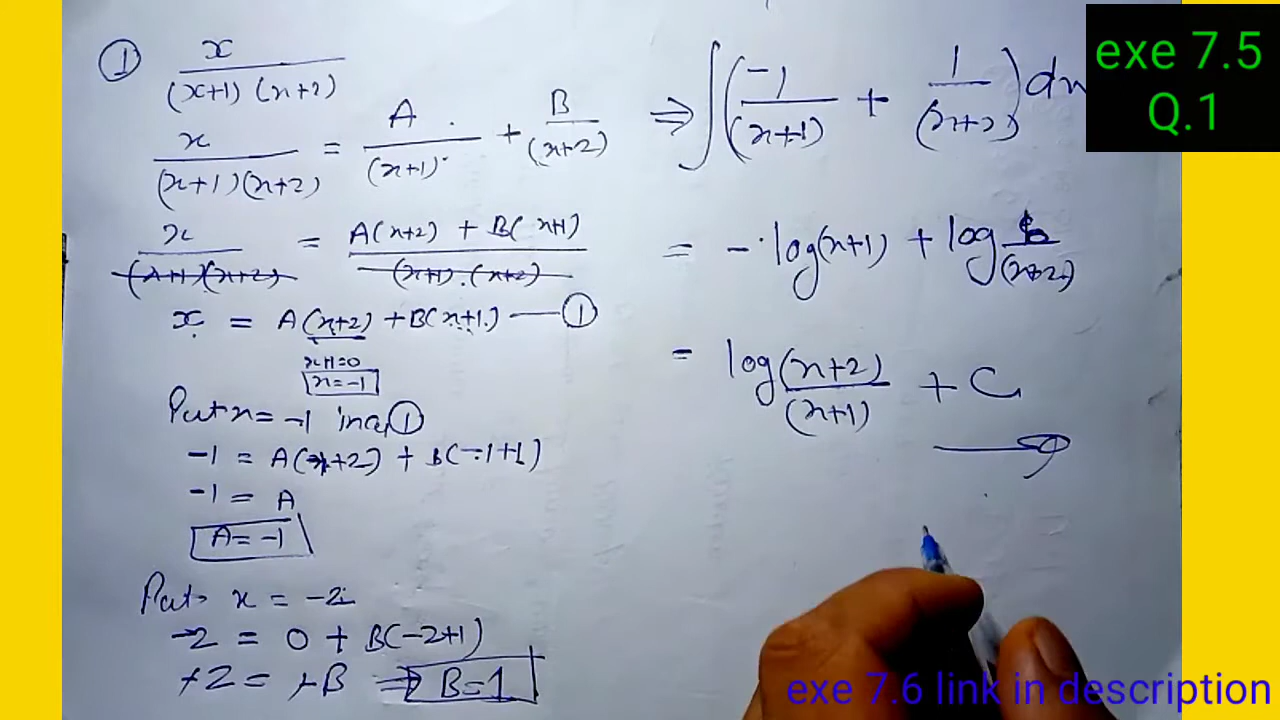 ① x / (x+1) (x+2)
x / (x+1)(x+2) = A / (x+1) + B / (x+2)
x / (x+1)(x+2) = A(x+2) + B(x+1) / (x+1).(x+2)
x = A(x+2) + B(x+1) — ①
x+1=0
x=-1
Put x = -1 in eq ①
-1 = A(-1+2) + B(-1+1)
-1 = A
A = -1
Put x = -2
-2 = 0 + B(-2+1)
+2 = +B ⇒ B=1
⇒ ∫ ( -1 / (x+1) + 1 / (x+2) ) dx
= - log(x+1) + log (x+2)
= log (x+2) / (x+1) + C
exe 7.5
Q.1
exe 7.6 link in description